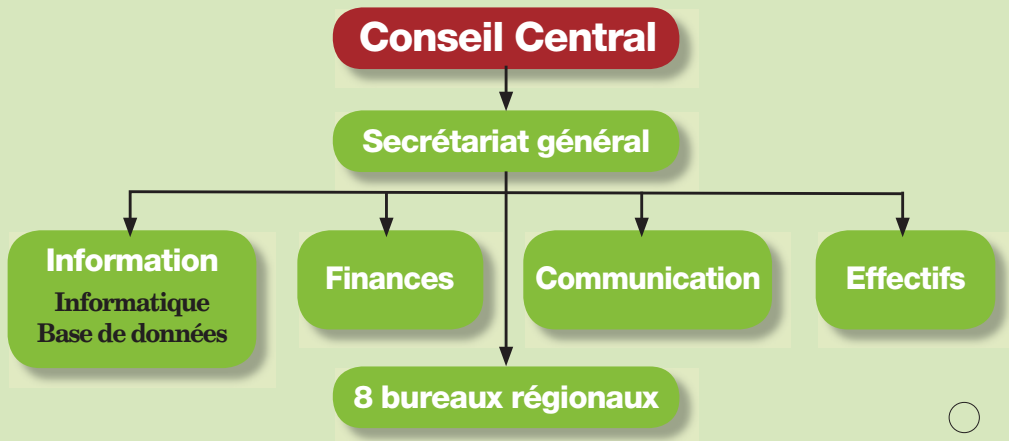 Conseil Central
Secrétariat général
Information
Informatique
Base de données
Finances
Communication
Effectifs
8 bureaux régionaux